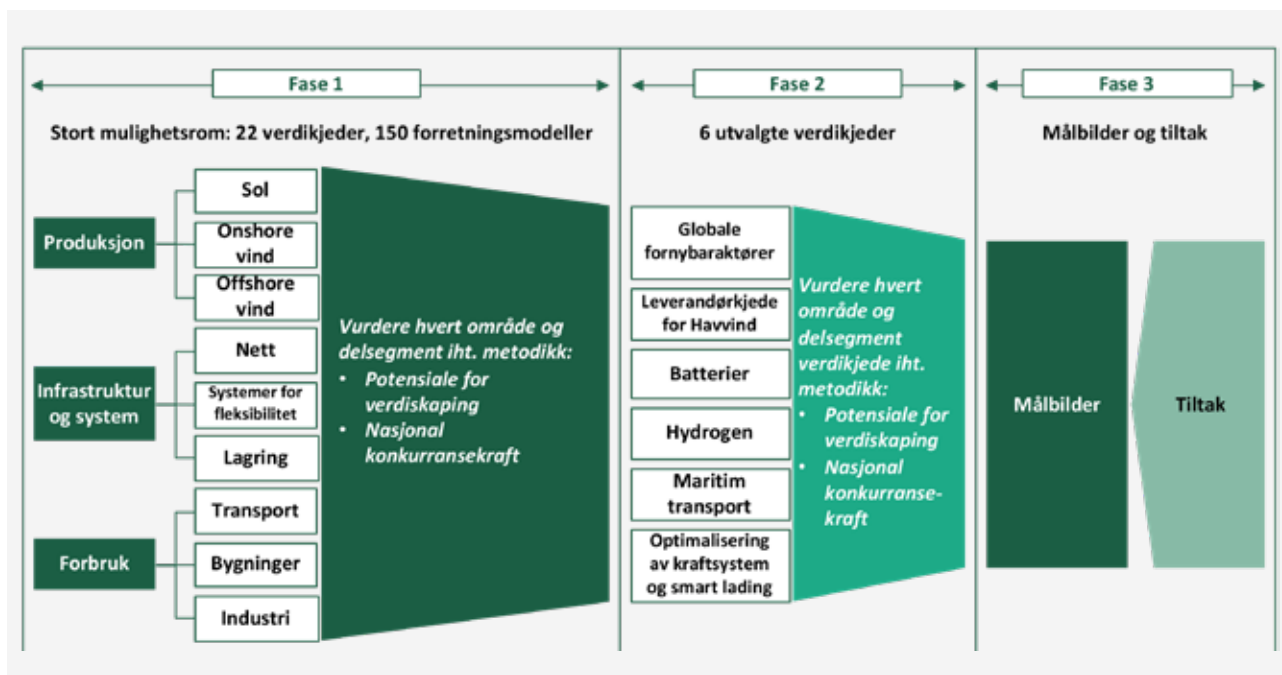 Fase 1
Stort mulighetsrom: 22 verdikjeder, 150 forretningsmodeller
Produksjon
Sol
Onshore
vind
Offshore
vind
Infrastruktur
og system
Nett
Systemer for
fleksibilitet
Lagring
Forbruk
Transport
Bygninger
Industri
Vurdere hvert område og
delsegment iht. metodikk:
• Potensiale for
verdiskaping
• Nasjonal
konkurransekraft
Fase 2
6 utvalgte verdikjeder
Globale
fornybaraktører
Leverandørkjede
for Havvind
Batterier
Hydrogen
Maritim
transport
Optimalisering
av kraftsystem
og smart lading
Vurdere hvert
område og
delsegment
verdikjede iht.
metodikk:
• Potensiale for
verdiskaping
• Nasjonal
konkurranse-
kraft
Fase 3
Målbilder og tiltak
Målbilder
Tiltak